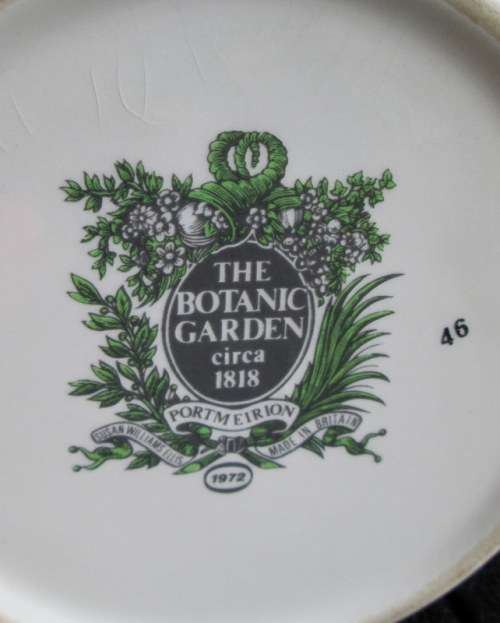 THE
BOTANIC
GARDEN
circa
1818
PORTMEIRION
SUSAN WILLIAMS ELLIS
MADE IN BRITAIN
1972
46